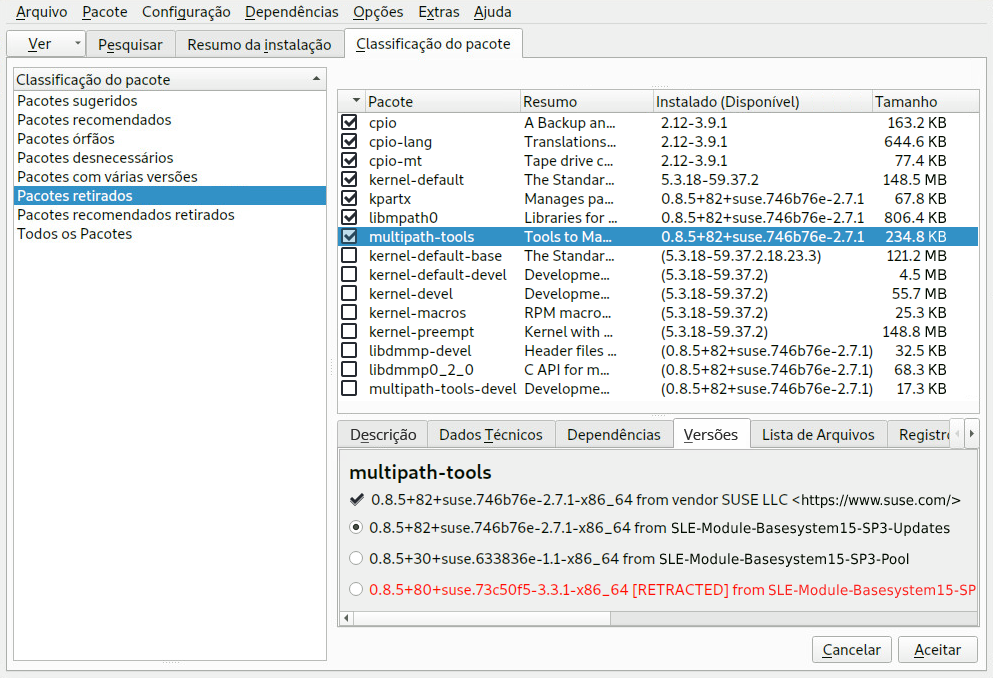 Arquivo Pacote Configuração Dependências Opções Extras Ajuda
Ver Pesquisar Resumo da instalação Classificação do pacote
Classificação do pacote
Pacotes sugeridos
Pacotes recomendados
Pacotes órfãos
Pacotes desnecessários
Pacotes com várias versões
Pacotes retirados
Pacotes recomendados retirados
Todos os Pacotes
Pacote Resumo Instalado (Disponível) Tamanho
cpio A Backup an... 2.12-3.9.1 163.2 KB
cpio-lang Translations... 2.12-3.9.1 644.6 KB
cpio-mt Tape drive c... 2.12-3.9.1 77.4 KB
kernel-default The Standar... 5.3.18-59.37.2 148.5 MB
kpartx Manages pa... 0.8.5+82+suse.746b76e-2.7.1 67.8 KB
libmpath0 Libraries for ... 0.8.5+82+suse.746b76e-2.7.1 806.4 KB
multipath-tools Tools to Ma... 0.8.5+82+suse.746b76e-2.7.1 234.8 KB
kernel-default-base The Standar... (5.3.18-59.37.2.18.23.3) 121.2 MB
kernel-default-devel Developme... (5.3.18-59.37.2) 4.5 MB
kernel-devel Developme... (5.3.18-59.37.2) 55.7 MB
kernel-macros RPM macro... (5.3.18-59.37.2) 25.3 KB
kernel-preempt Kernel with ... (5.3.18-59.37.2) 148.8 MB
libdmmp-devel Header files ... (0.8.5+82+suse.746b76e-2.7.1) 32.5 KB
libdmmp0_2_0 C API for m... (0.8.5+82+suse.746b76e-2.7.1) 68.3 KB
multipath-tools-devel Developme... (0.8.5+82+suse.746b76e-2.7.1) 17.3 KB
Descrição Dados Técnicos Dependências Versões Lista de Arquivos Registro
multipath-tools
0.8.5+82+suse.746b76e-2.7.1-x86_64 from vendor SUSE LLC <https://www.suse.com/>
0.8.5+82+suse.746b76e-2.7.1-x86_64 from SLE-Module-Basesystem15-SP3-Updates
0.8.5+30+suse.633836e-1.1-x86_64 from SLE-Module-Basesystem15-SP3-Pool
0.8.5+80+suse.73c50f5-3.3.1-x86_64 [RETRACTED] from SLE-Module-Basesystem15-SP
Cancelar Aceitar